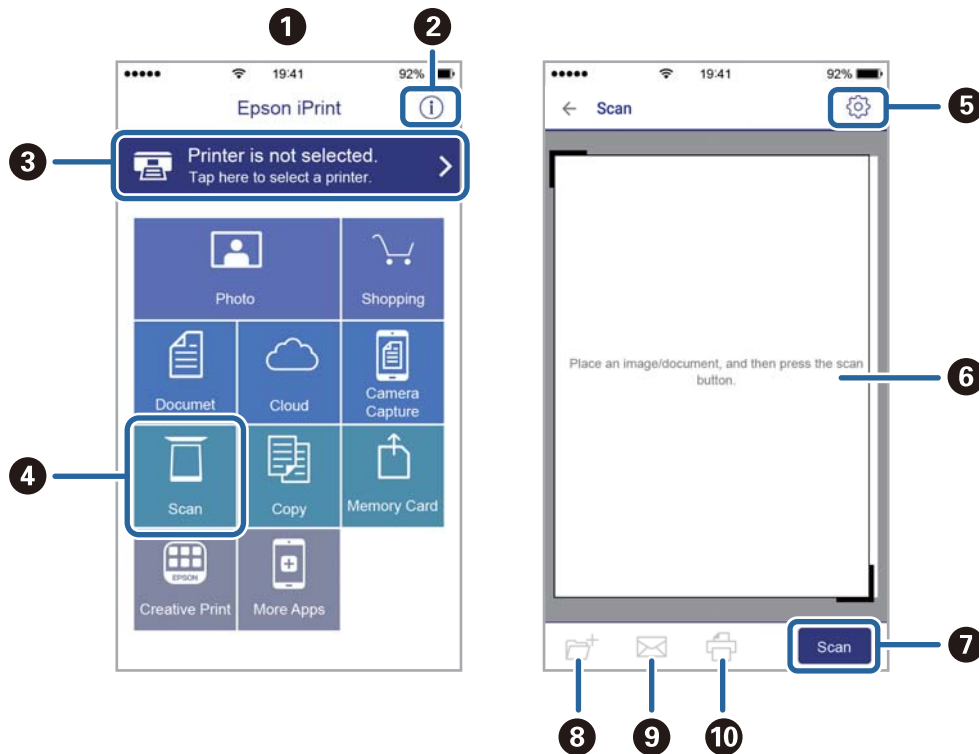 1
2
19:41
92%
Epson iPrint
i
3
Printer is not selected.
Tap here to select a printer.
Photo
Shopping
Documet
Cloud
Camera
Capture
4
Scan
Copy
Memory Card
EPSON
Creative Print
More Apps
19:41
92%
Scan
5
Place an image/document, and then press the scan
button.
6
Scan
7
8
9
10